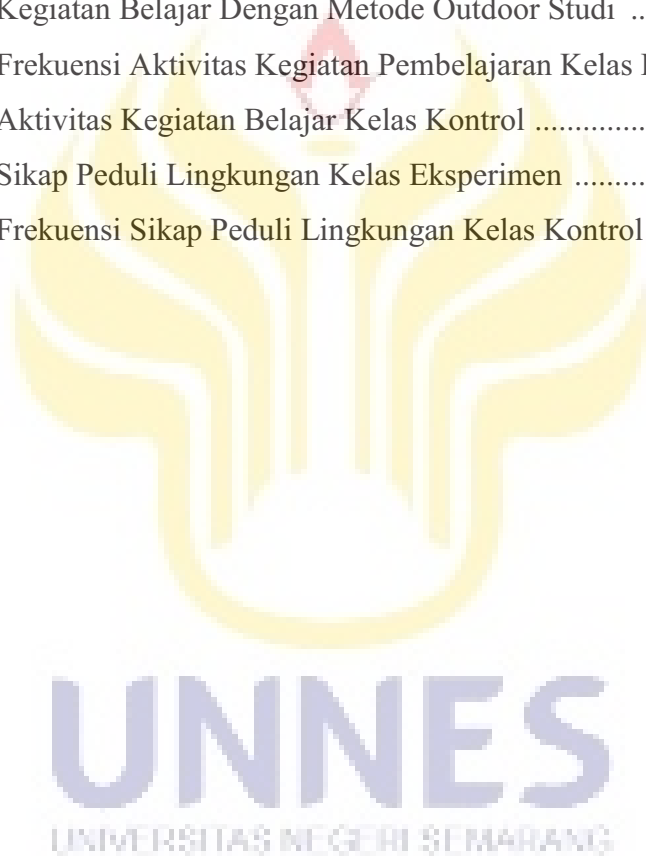 Kegiatan Belajar Dengan Metode Outdoor Studi ..
Frekuensi Aktivitas Kegiatan Pembelajaran Kelas
Aktivitas Kegiatan Belajar Kelas Kontrol ...............
Sikap Peduli Lingkungan Kelas Eksperimen .........
Frekuensi Sikap Peduli Lingkungan Kelas Kontrol
UNNES
UNIVERSITAS NEGERI SEMARANG